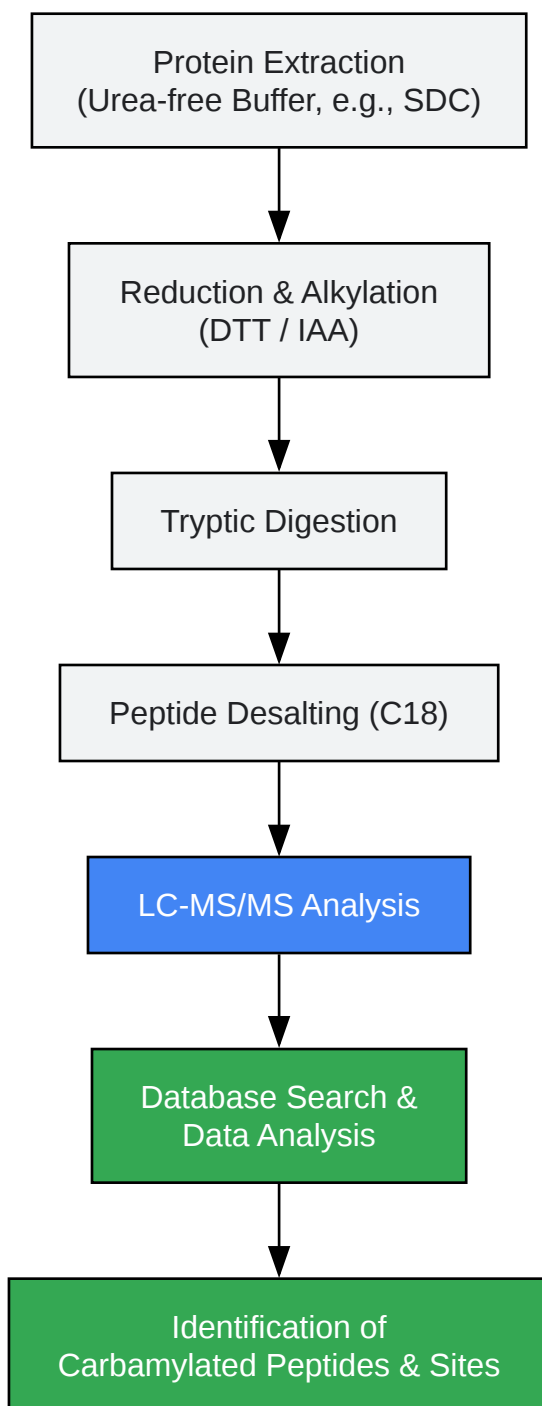 Protein Extraction
(Urea-free Buffer, e.g., SDC)
Reduction & Alkylation
(DTT / IAA)
Tryptic Digestion
Peptide Desalting (C18)
LC-MS/MS Analysis
Database Search &
Data Analysis
Identification of
Carbamylated Peptides & Sites